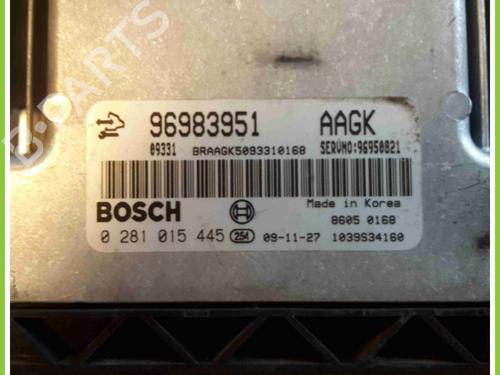 96983951 AAGK
09331 BRAAGK5093310168 SERVNO:96950821
BOSCH Made in Korea
8605 0168
0 281 015 445 254 09-11-27 1039S34160
B-PARTS